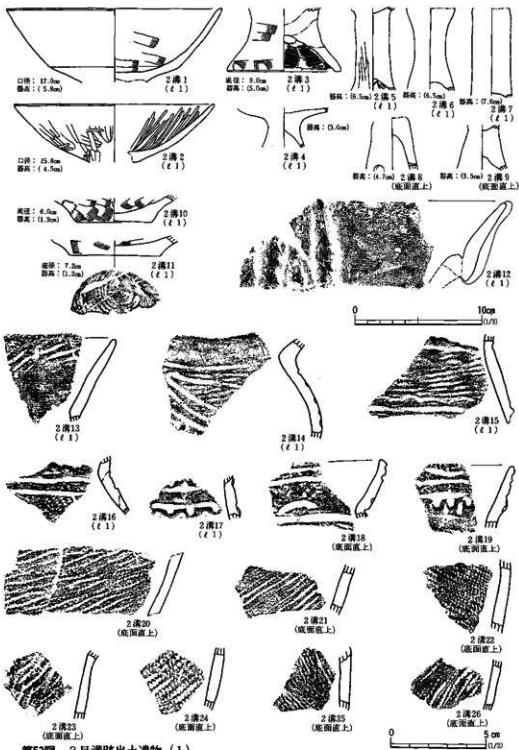 口径：17.0cm
器高：(5.8cm)
2溝1
(ℓ1)
底径：9.0cm
器高：(5.0cm)
2溝3
(ℓ1)
器高：(6.5cm)
2溝5
(ℓ1)
(6.5cm)
2溝6
(ℓ1)
(7.0cm)
2溝7
(ℓ1)
口径：15.8cm
器高：(4.5cm)
2溝2
(ℓ1)
器高：(3.0cm)
2溝4
(ℓ1)
器高：
(4.7cm)
2溝8
(底面直上)
器高：
(3.5cm)
2溝9
(底面直上)
底径：6.0cm
器高：(1.9cm)
2溝10
(ℓ1)
底径：7.2cm
器高：(1.3cm)
2溝11
(ℓ1)
2溝12
(ℓ1)
0
10cm
(1/3)
2溝13
(ℓ1)
2溝14
(ℓ1)
2溝15
(ℓ1)
2溝16
(ℓ1)
2溝17
(ℓ1)
2溝18
(底面直上)
2溝19
(底面直上)
2溝20
(底面直上)
2溝21
(底面直上)
2溝22
(底面直上)
2溝23
(底面直上)
2溝24
(底面直上)
2溝25
(底面直上)
2溝26
(底面直上)
0
5cm
(1/2)
第52図 2号溝跡出土遺物（1）